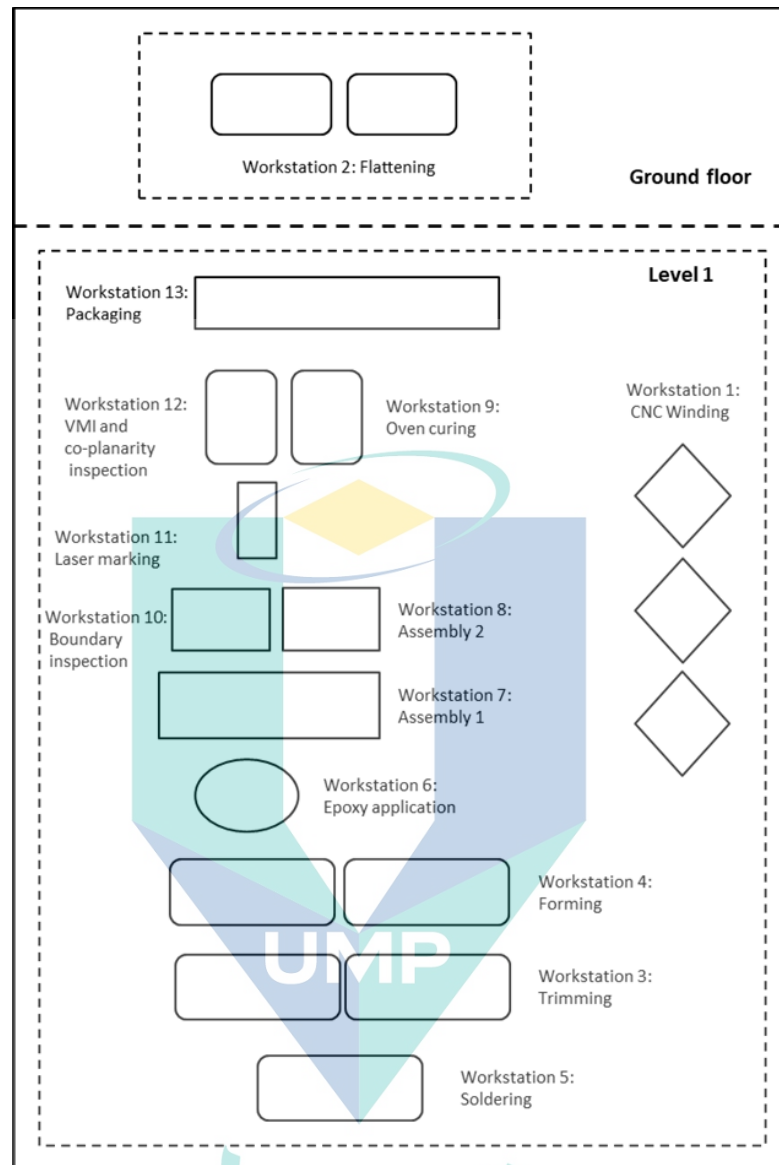 Workstation 2: Flattening
Ground floor
Level 1
Workstation 13:
Packaging
Workstation 12:
VMI and
co-planarity
inspection
Workstation 9:
Oven curing
Workstation 1:
CNC Winding
Workstation 11:
Laser marking
Workstation 10:
Boundary
inspection
Workstation 8:
Assembly 2
Workstation 7:
Assembly 1
Workstation 6:
Epoxy application
Workstation 4:
Forming
UMP
Workstation 3:
Trimming
Workstation 5:
Soldering